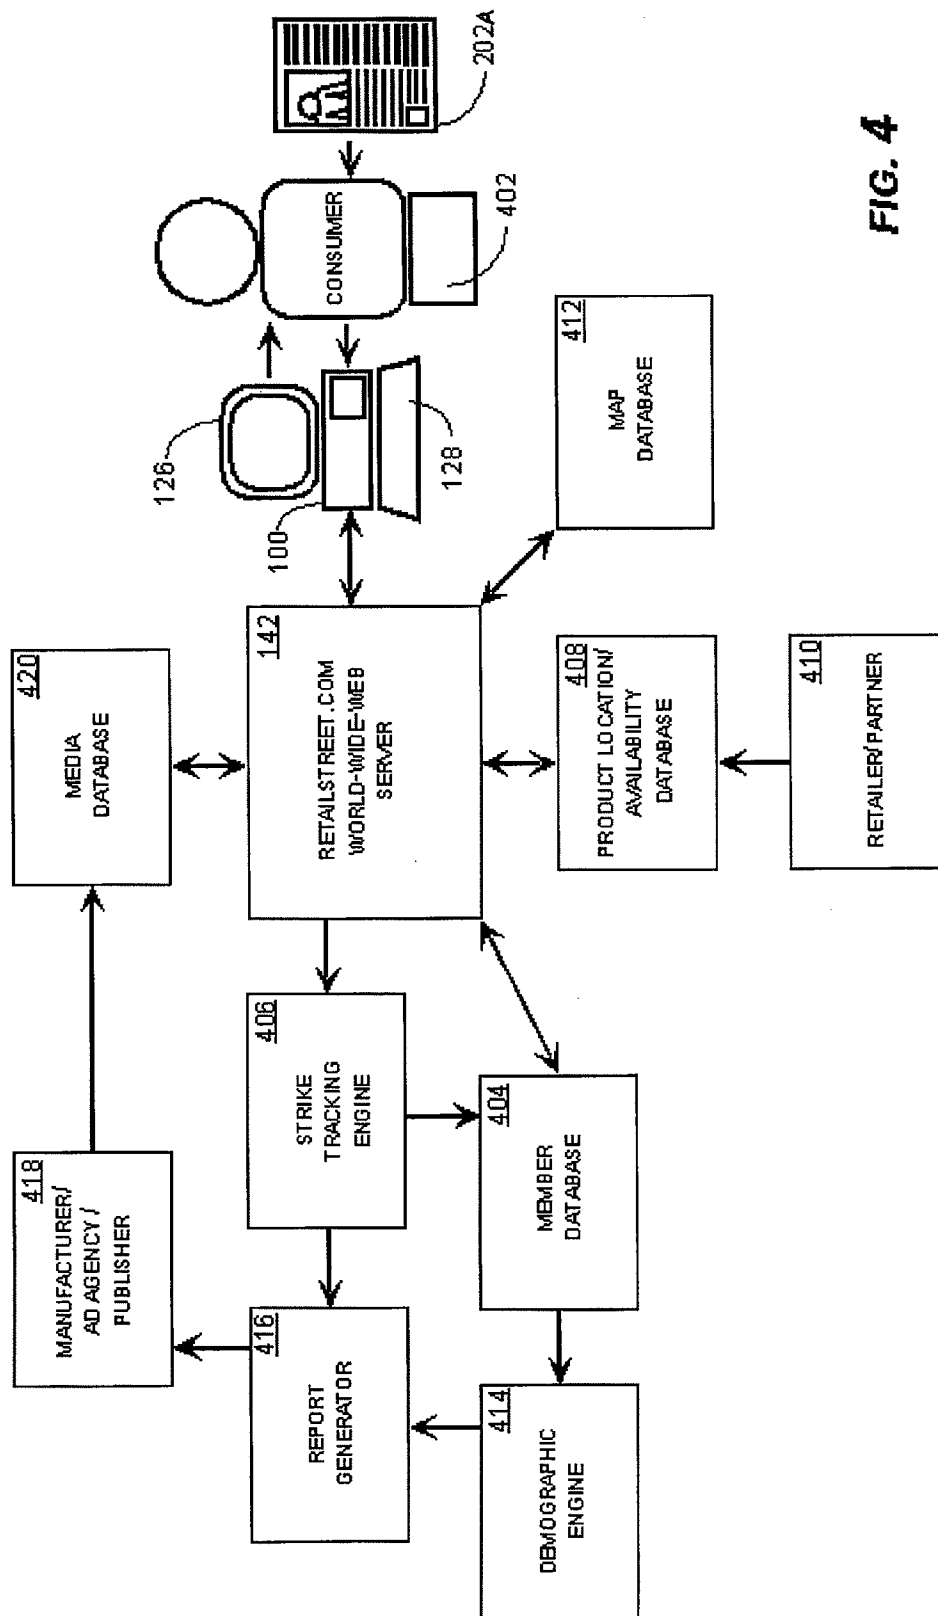 418
MANUFACTURER/
AD AGENCY/
PUBLISHER
420
MEDIA
DATABASE
416
REPORT
GENERATOR
406
STRIKE
TRACKING
ENGINE
142
RETAILSTREET.COM
WORLD-WIDE-WEB
SERVER
126
100
128
CONSUMER
402
202A
414
DEMOGRAPHIC
ENGINE
404
MEMBER
DATABASE
408
PRODUCT LOCATION/
AVAILABILITY
DATABASE
412
MAP
DATABASE
410
RETAILER/PARTNER
FIG. 4